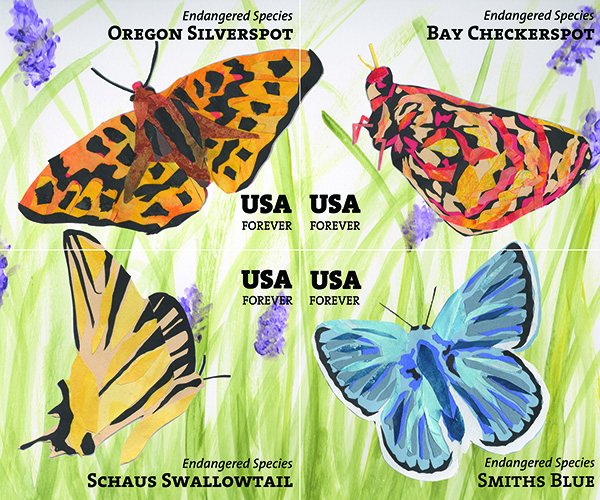 Endangered Species
OREGON SILVERSPOT
USA
FOREVER
Endangered Species
BAY CHECKERSPOT
USA
FOREVER
USA
FOREVER
Endangered Species
SCHAUS SWALLOWTAIL
USA
FOREVER
Endangered Species
SMITHS BLUE